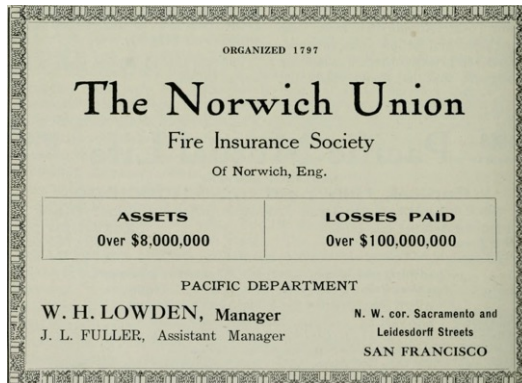 ORGANIZED 1797
The Norwich Union
Fire Insurance Society
Of Norwich, Eng.
ASSETS
Over $8,000,000
LOSSES PAID
Over $100,000,000
PACIFIC DEPARTMENT
W. H. LOWDEN, Manager
J. L. FULLER, Assistant Manager
N. W. cor. Sacramento and
Leidesdorff Streets
SAN FRANCISCO